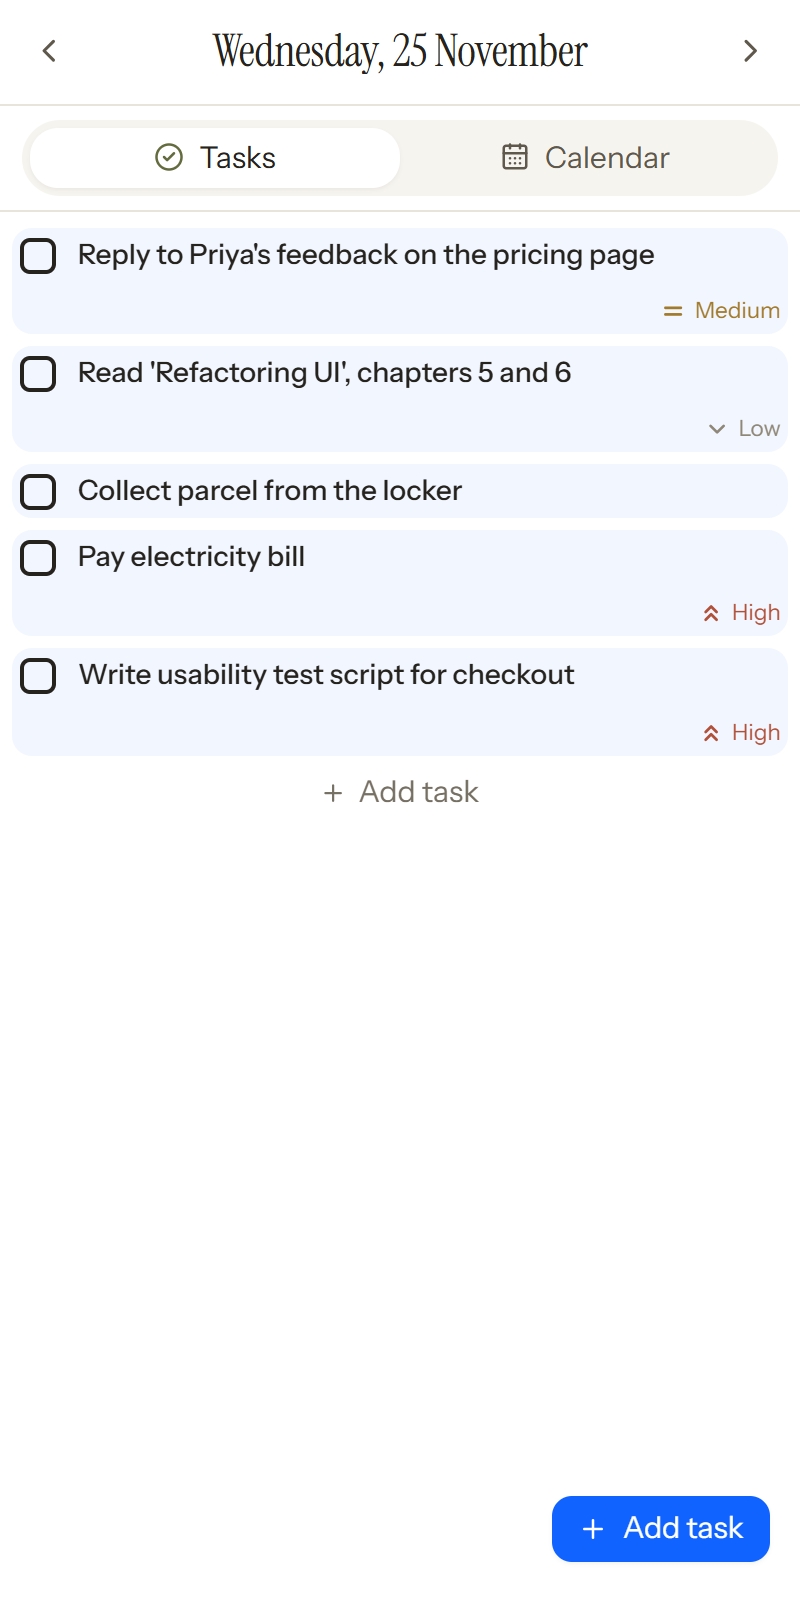 Wednesday, 25 November
Tasks
Calendar
Reply to Priya's feedback on the pricing page
Medium
Read 'Refactoring UI', chapters 5 and 6
Low
Collect parcel from the locker
Pay electricity bill
High
Write usability test script for checkout
High
+ Add task
+ Add task